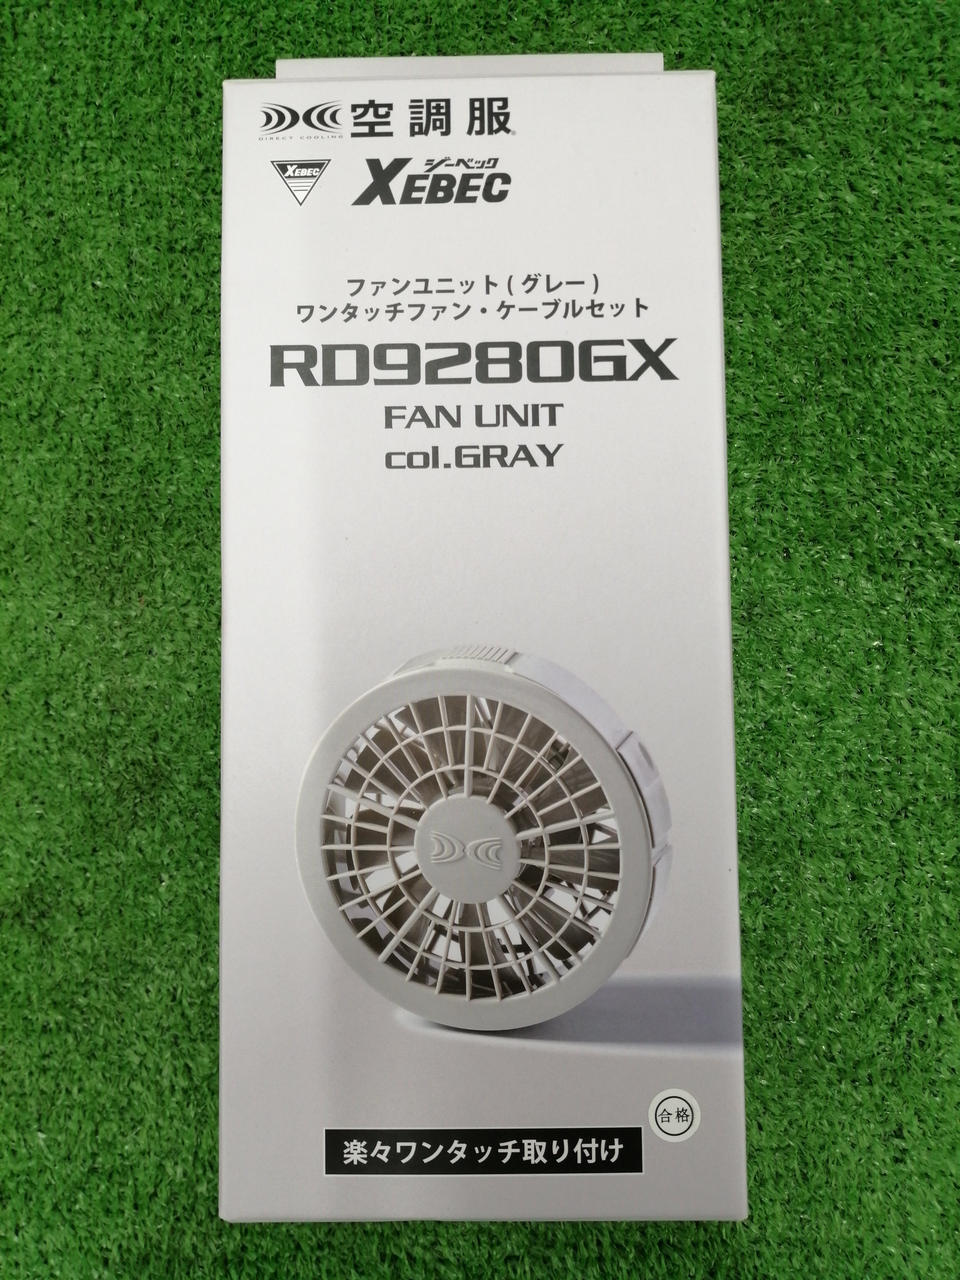 空調服®
DIRECT COOLING
XEBEC
ジーベック
XEBEC
ファンユニット(グレー)
ワンタッチファン・ケーブルセット
RD9280GX
FAN UNIT
col.GRAY
合格
楽々ワンタッチ取り付け